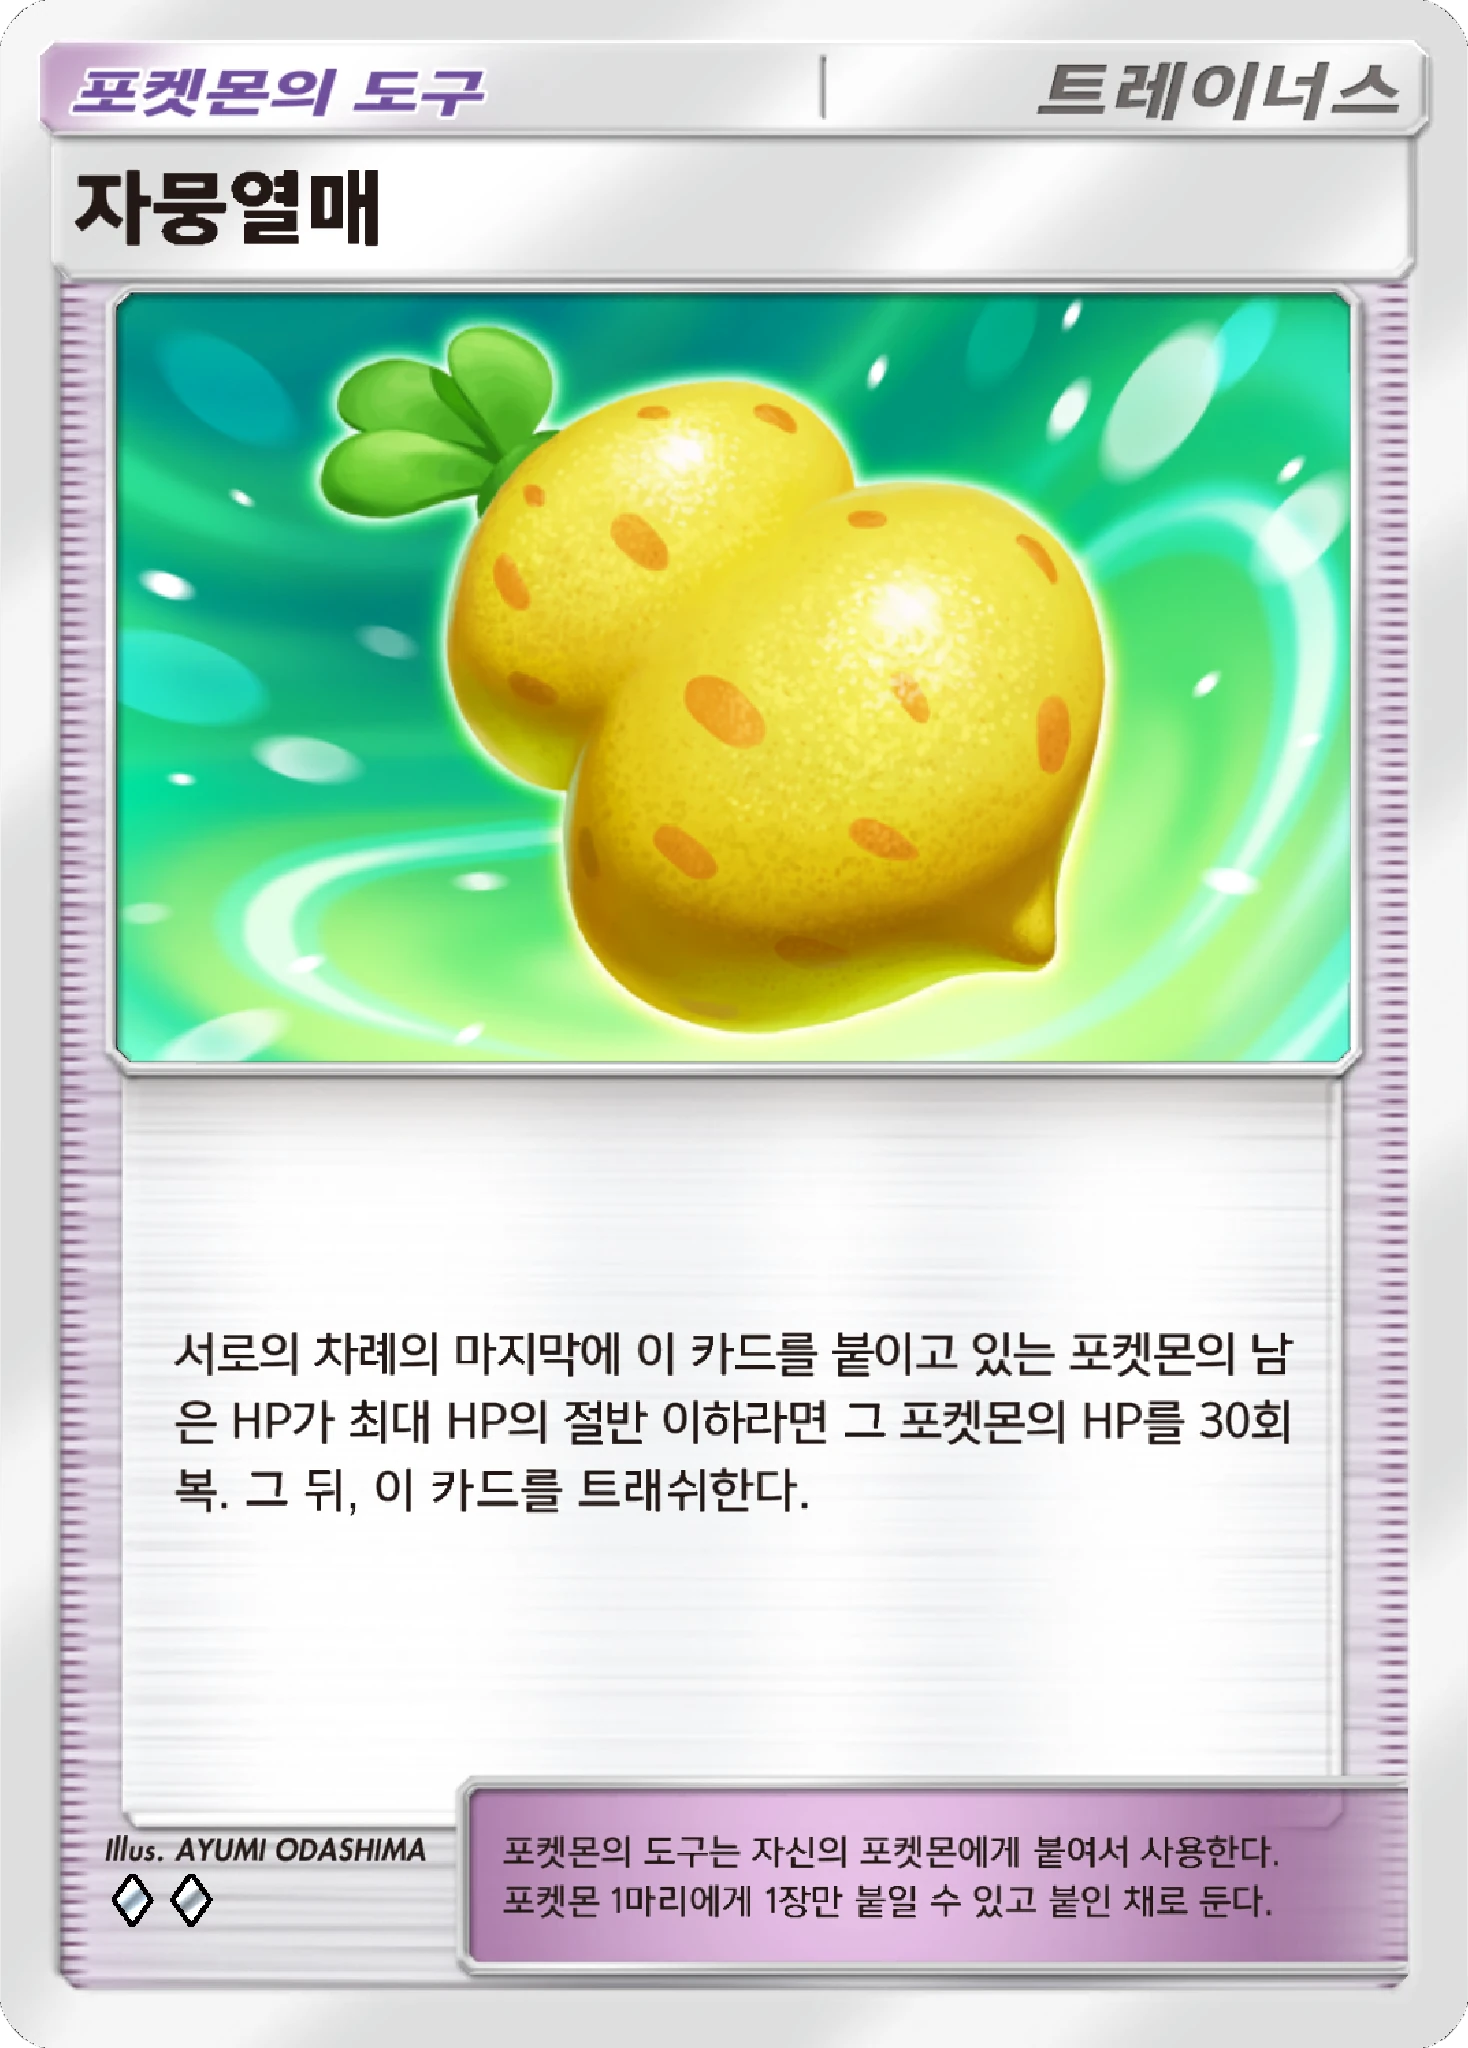 포켓몬의 도구
트레이너스
자뭉열매
서로의 차례의 마지막에 이 카드를 붙이고 있는 포켓몬의 남
은 HP가 최대 HP의 절반 이하라면 그 포켓몬의 HP를 30회
복. 그 뒤, 이 카드를 트래쉬한다.
Illus. AYUMI ODASHIMA
포켓몬의 도구는 자신의 포켓몬에게 붙여서 사용한다.
포켓몬 1마리에게 1장만 붙일 수 있고 붙인 채로 둔다.